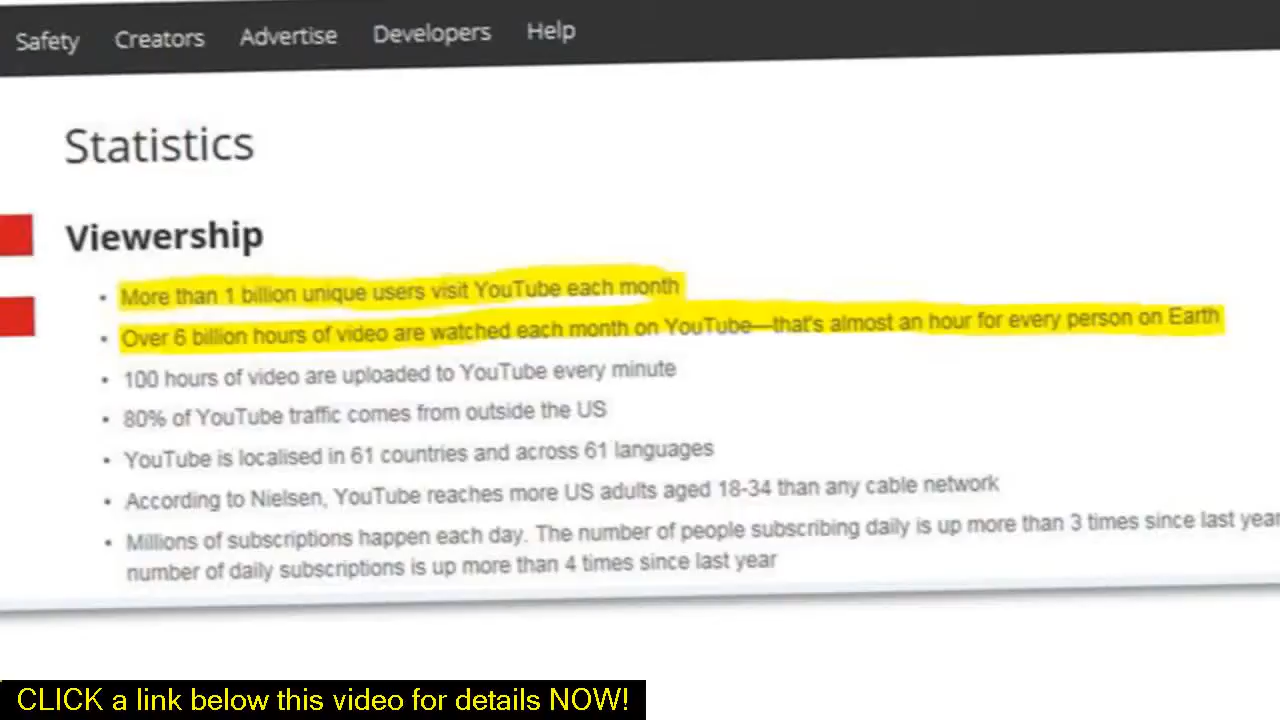 Safety Creators Advertise Developers Help
Statistics
Viewership
• More than 1 billion unique users visit YouTube each month
• Over 6 billion hours of video are watched each month on YouTube—that's almost an hour for every person on Earth
• 100 hours of video are uploaded to YouTube every minute
• 80% of YouTube traffic comes from outside the US
• YouTube is localised in 61 countries and across 61 languages
• According to Nielsen, YouTube reaches more US adults aged 18-34 than any cable network
• Millions of subscriptions happen each day. The number of people subscribing daily is up more than 3 times since last year
number of daily subscriptions is up more than 4 times since last year
CLICK a link below this video for details NOW!